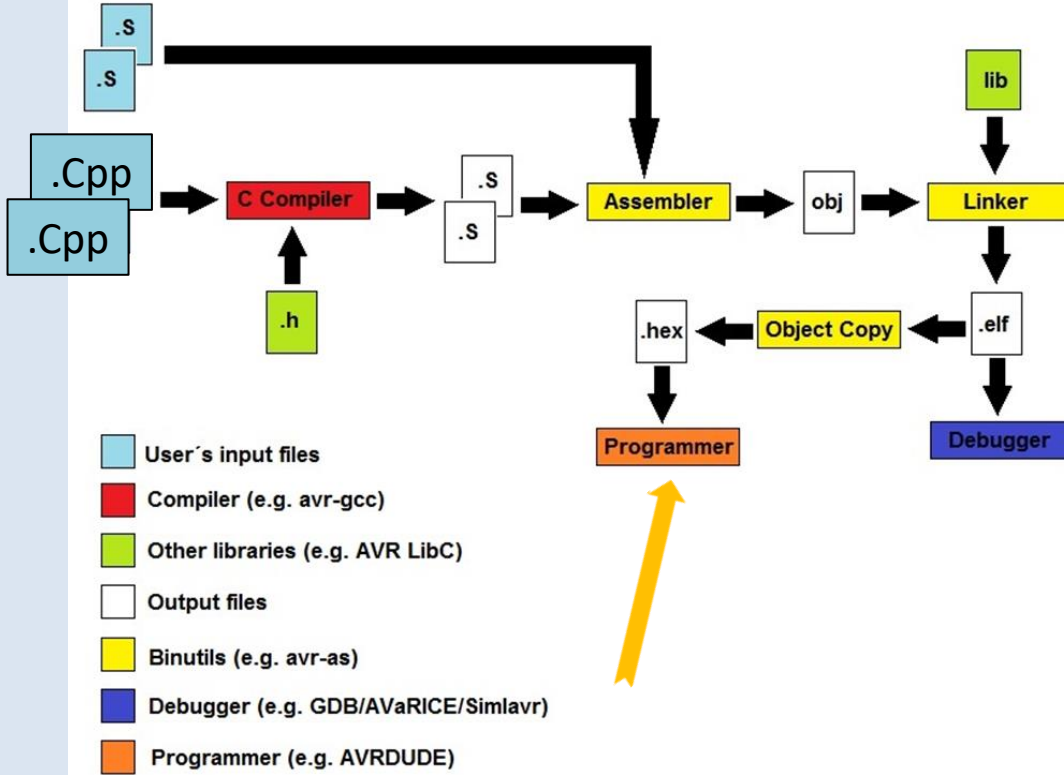 .S
.S
lib
.Cpp
.Cpp
C Compiler
.S
.S
Assembler
obj
Linker
.h
.hex
Object Copy
.elf
Programmer
Debugger
User´s input files
Compiler (e.g. avr-gcc)
Other libraries (e.g. AVR LibC)
Output files
Binutils (e.g. avr-as)
Debugger (e.g. GDB/AVaRICE/Simlavr)
Programmer (e.g. AVRDUDE)